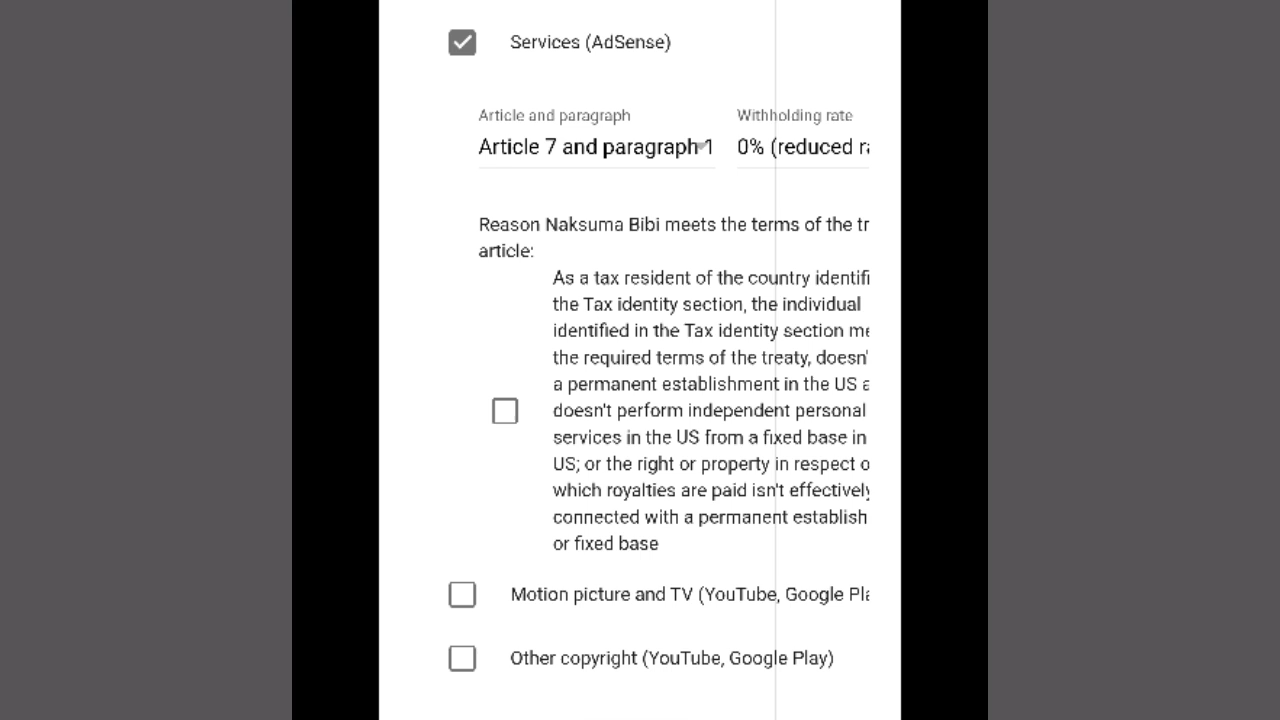 Services (AdSense)
Article and paragraph
Withholding rate
Article 7 and paragraph 1
0% (reduced
Reason Naksuma Bibi meets the terms of the
article:
As a tax resident of the country
the Tax identity section, the individual
identified in the Tax identity section
the required terms of the treaty, doesn'
a permanent establishment in the US
doesn't perform independent personal
services in the US from a fixed base in
US; or the right or property in respect
which royalties are paid isn't effectively
connected with a permanent
or fixed base
Motion picture and TV (YouTube, Google
Other copyright (YouTube, Google Play)